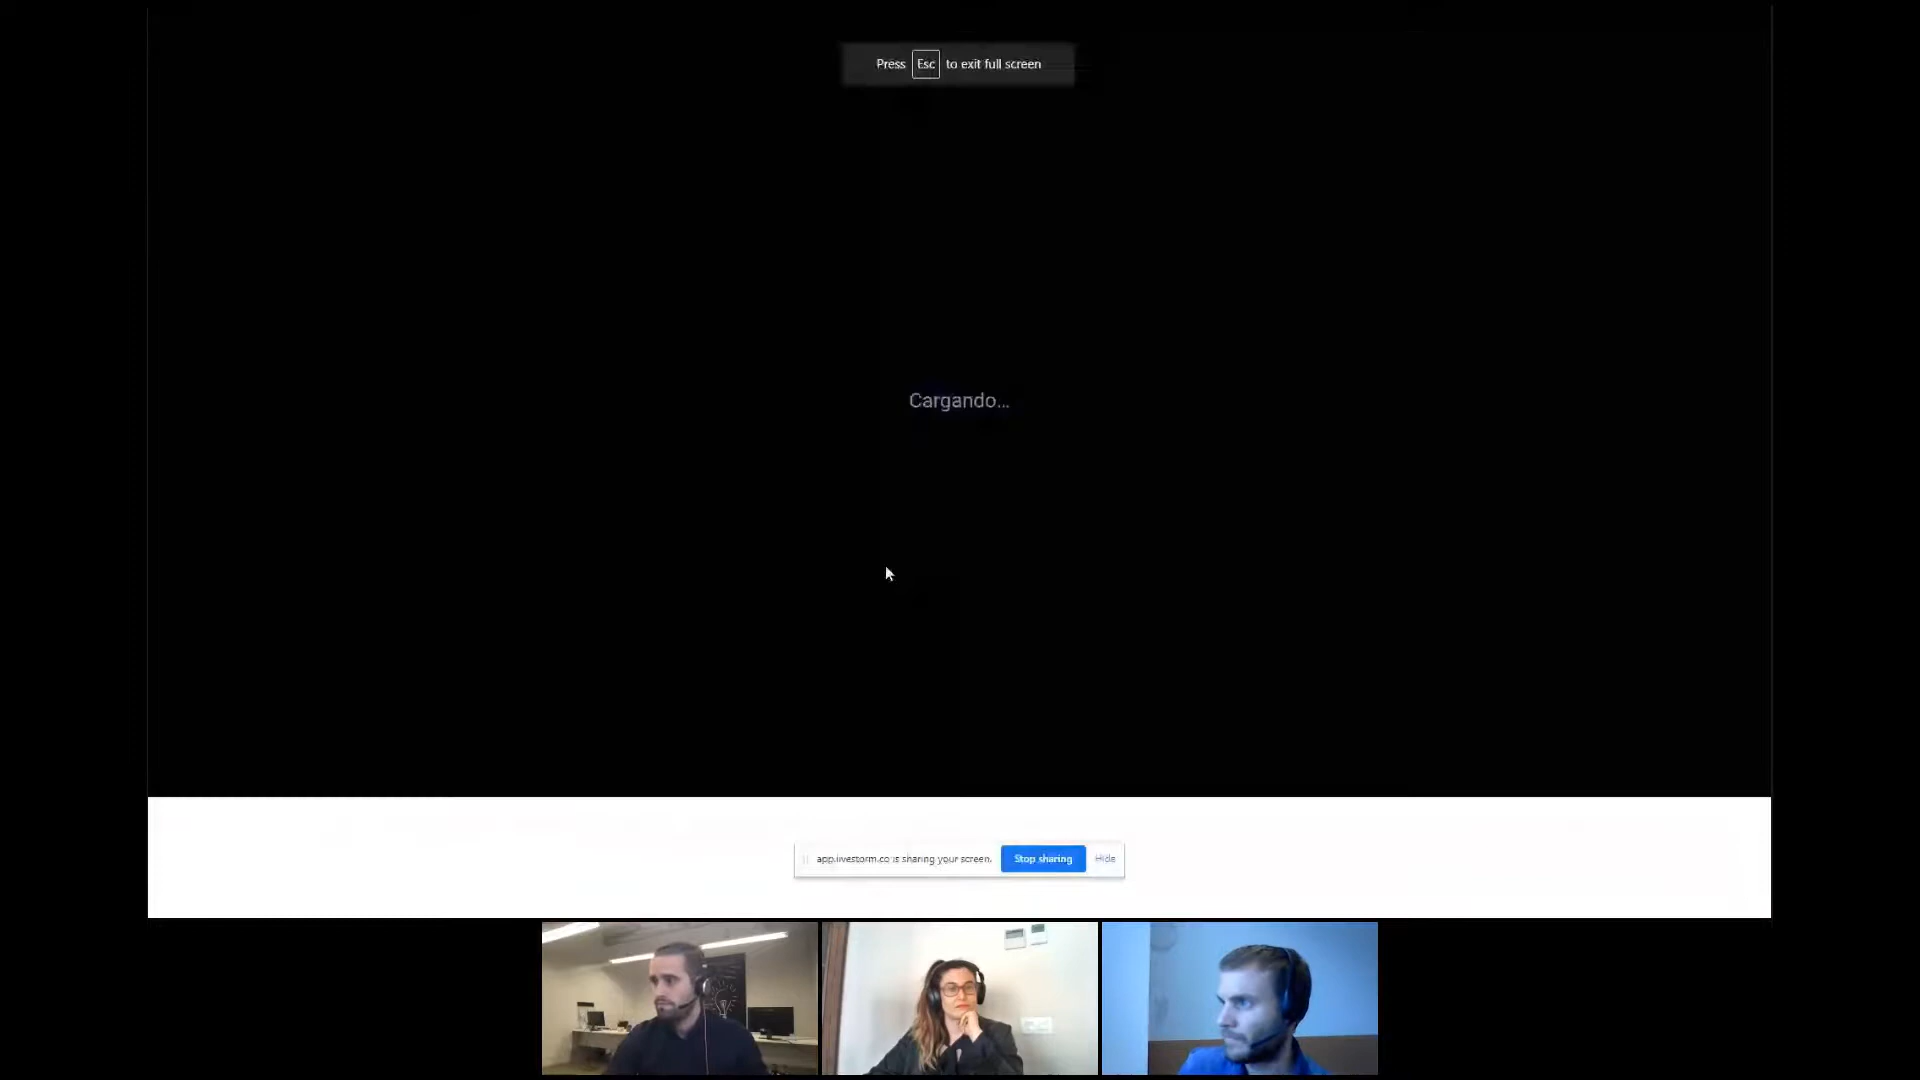 Press Esc to exit full screen
Cargando...
app.livestorm.co is sharing your screen.
Stop sharing
Hide